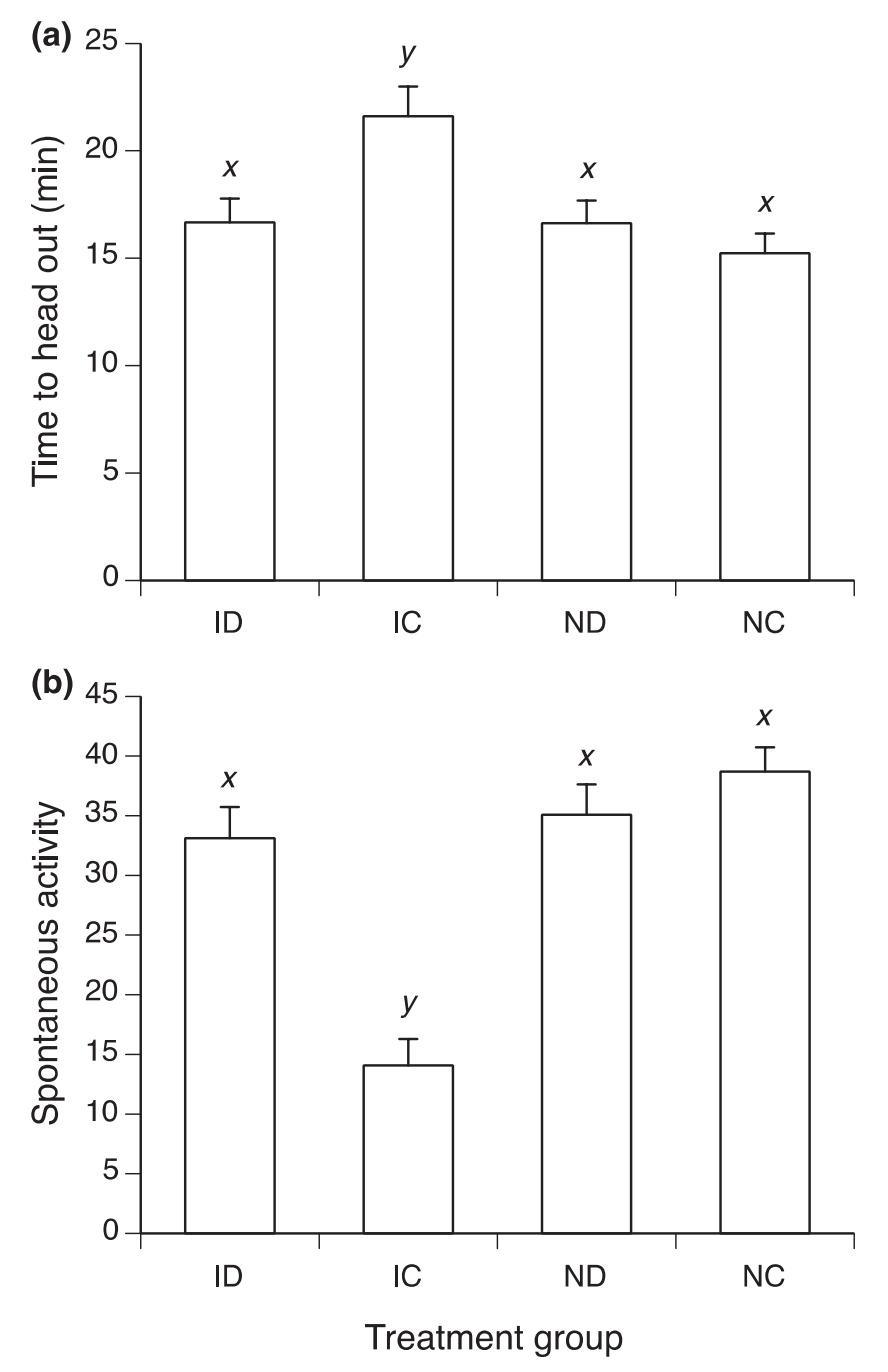 (a)
25
20
15
10
5
0
Time to head out (min)
x
y
x
x
ID IC ND NC
(b)
45
40
35
30
25
20
15
10
5
0
Spontaneous activity
x
y
x
x
ID IC ND NC
Treatment group